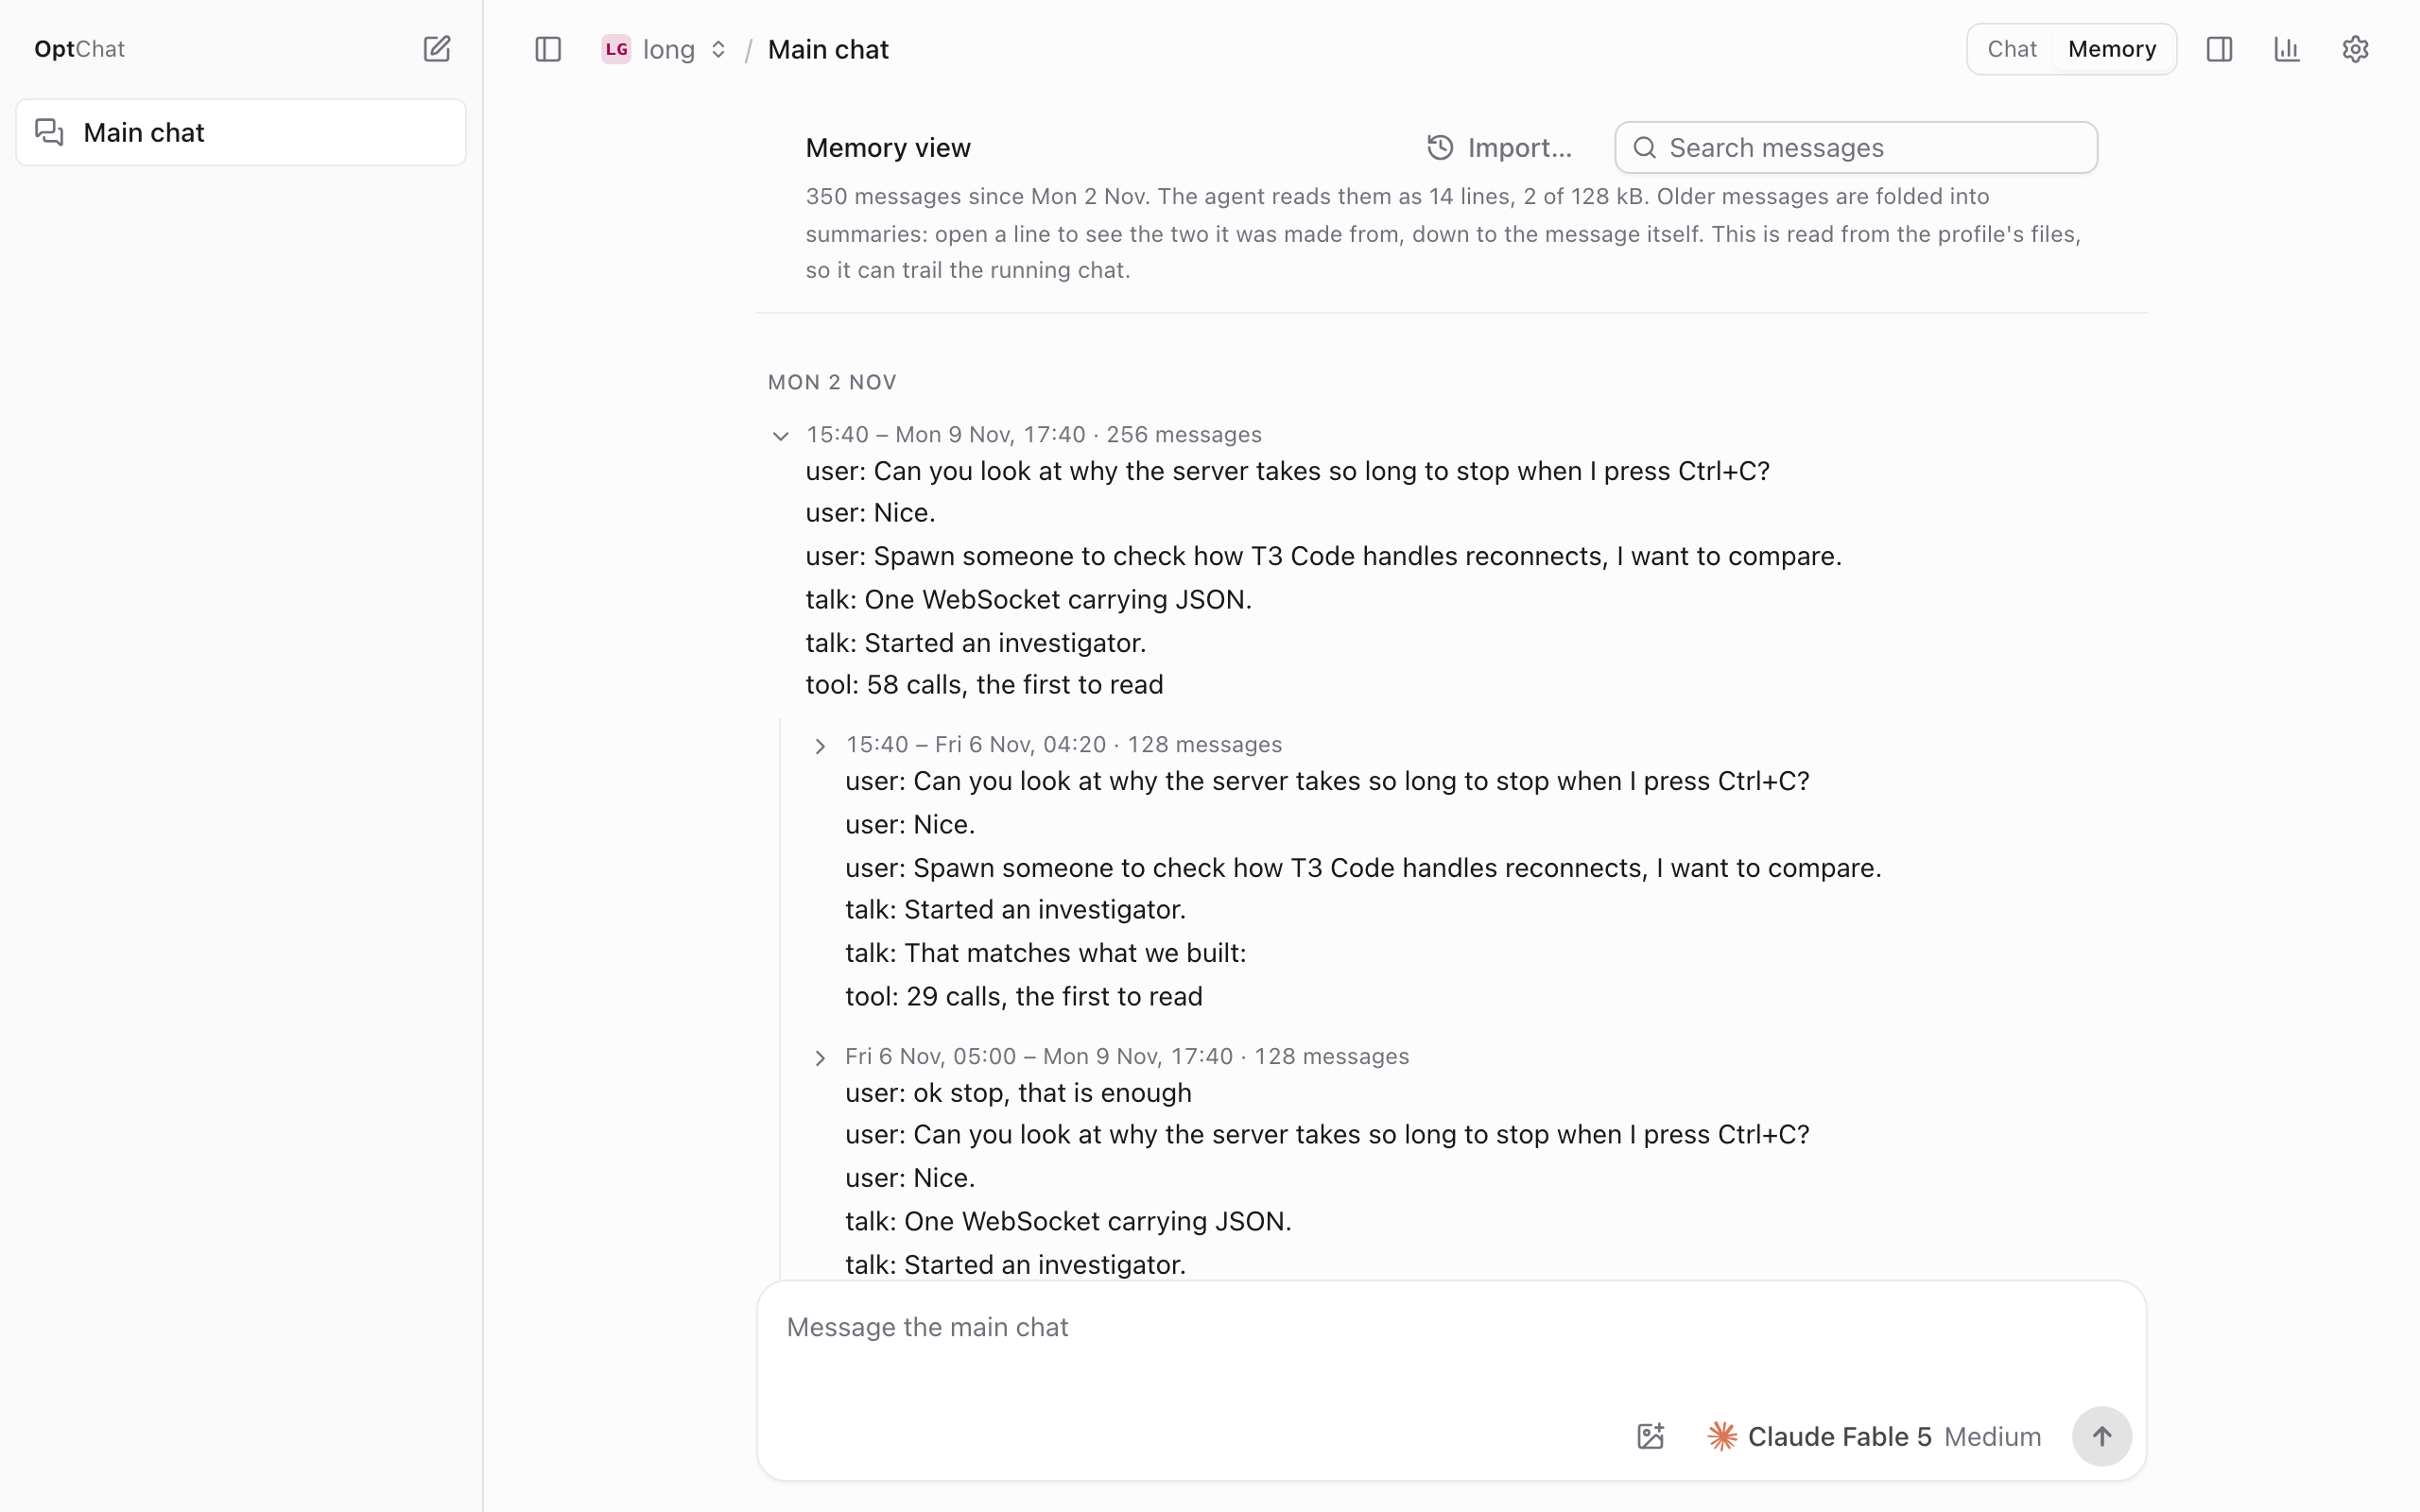 OptChat
LG long / Main chat
Chat Memory
Main chat
Memory view
Import...
Search messages
350 messages since Mon 2 Nov. The agent reads them as 14 lines, 2 of 128 kB. Older messages are folded into
summaries: open a line to see the two it was made from, down to the message itself. This is read from the profile's files,
so it can trail the running chat.
MON 2 NOV
15:40 – Mon 9 Nov, 17:40 · 256 messages
user: Can you look at why the server takes so long to stop when I press Ctrl+C?
user: Nice.
user: Spawn someone to check how T3 Code handles reconnects, I want to compare.
talk: One WebSocket carrying JSON.
talk: Started an investigator.
tool: 58 calls, the first to read
15:40 – Fri 6 Nov, 04:20 · 128 messages
user: Can you look at why the server takes so long to stop when I press Ctrl+C?
user: Nice.
user: Spawn someone to check how T3 Code handles reconnects, I want to compare.
talk: Started an investigator.
talk: That matches what we built:
tool: 29 calls, the first to read
Fri 6 Nov, 05:00 – Mon 9 Nov, 17:40 · 128 messages
user: ok stop, that is enough
user: Can you look at why the server takes so long to stop when I press Ctrl+C?
user: Nice.
talk: One WebSocket carrying JSON.
talk: Started an investigator.
Message the main chat
Claude Fable 5 Medium